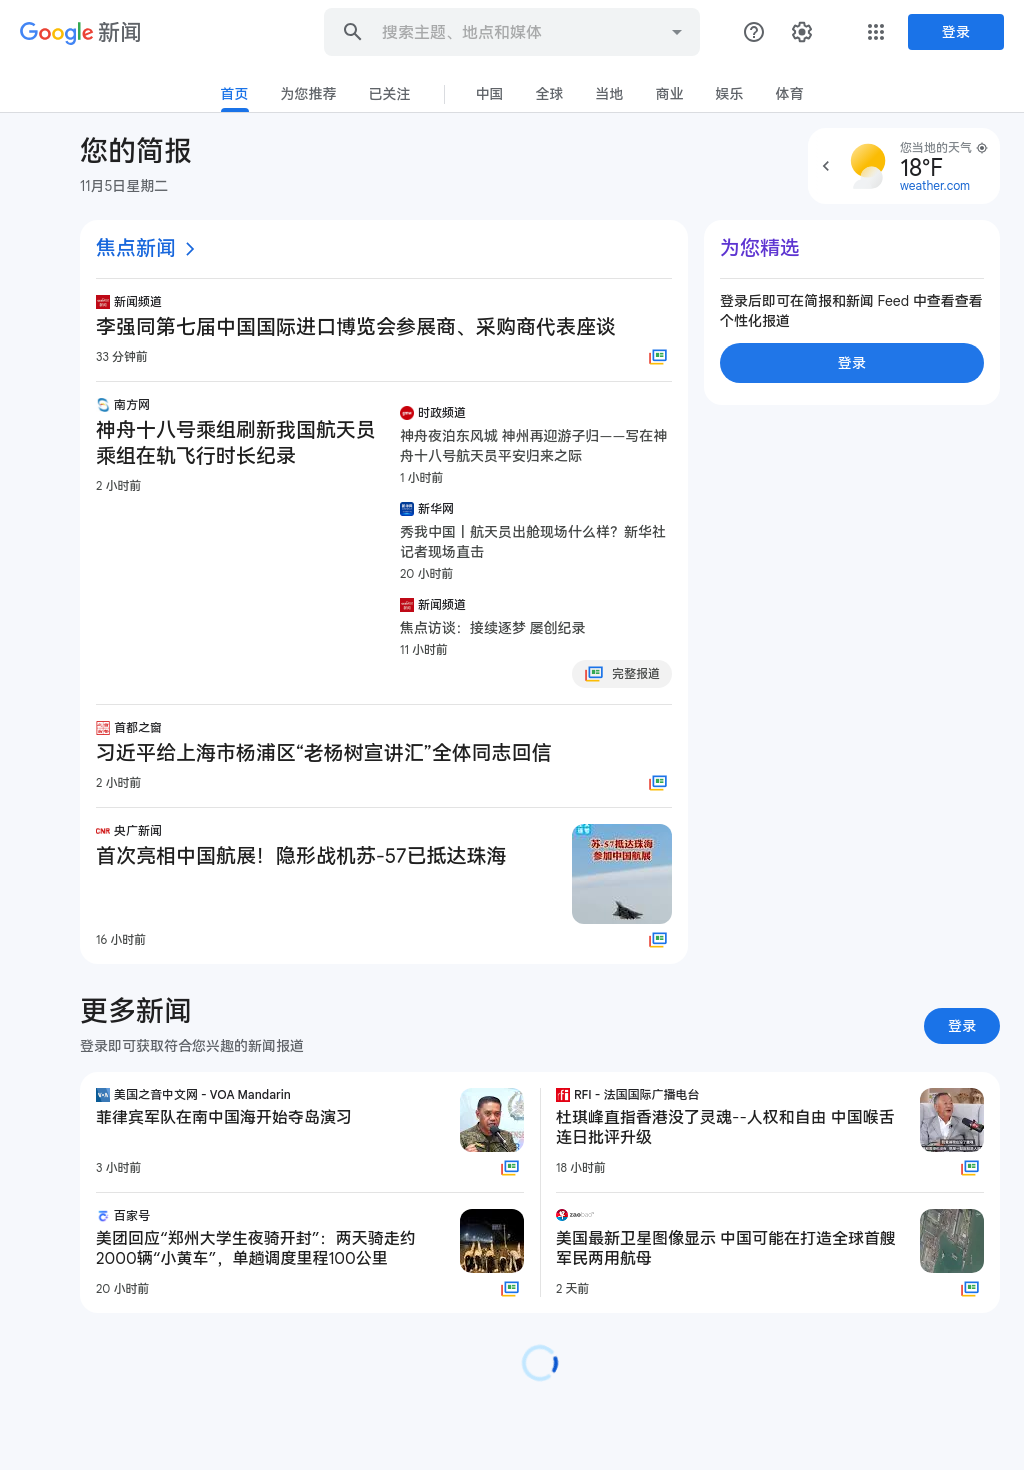 Google 新闻
搜索主题、地点和媒体
登录
首页
为您推荐
已关注
中国
全球
当地
商业
娱乐
体育
您的简报
11月5日星期二
您当地的天气
18°F
weather.com
焦点新闻
新闻频道
李强同第七届中国国际进口博览会参展商、采购商代表座谈
33 分钟前
南方网
神舟十八号乘组刷新我国航天员
乘组在轨飞行时长纪录
2 小时前
时政频道
神舟夜泊东风城 神州再迎游子归——写在神
舟十八号航天员平安归来之际
1 小时前
新华网
秀我中国丨航天员出舱现场什么样？新华社
记者现场直击
20 小时前
新闻频道
焦点访谈：接续逐梦 屡创纪录
11 小时前
完整报道
首都之窗
习近平给上海市杨浦区“老杨树宣讲汇”全体同志回信
2 小时前
CNR 央广新闻
首次亮相中国航展！隐形战机苏-57已抵达珠海
苏-57抵达珠海
参加中国航展
16 小时前
为您精选
登录后即可在简报和新闻 Feed 中查看查看
个性化报道
登录
更多新闻
登录即可获取符合您兴趣的新闻报道
登录
VOA 美国之音中文网 - VOA Mandarin
菲律宾军队在南中国海开始夺岛演习
3 小时前
rfi RFI - 法国国际广播电台
杜琪峰直指香港没了灵魂--人权和自由 中国喉舌
连日批评升级
18 小时前
百家号
美团回应“郑州大学生夜骑开封”：两天骑走约
2000辆“小黄车”，单趟调度里程100公里
20 小时前
zaobao
美国最新卫星图像显示 中国可能在打造全球首艘
军民两用航母
2 天前